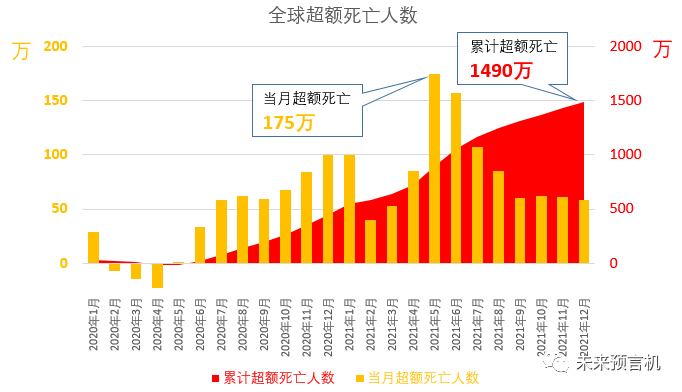 全球超额死亡人数
万
万
200
150
100
50
0
2000
1500
1000
500
0
当月超额死亡
175万
累计超额死亡
1490万
2020年1月
2020年2月
2020年3月
2020年4月
2020年5月
2020年6月
2020年7月
2020年8月
2020年9月
2020年10月
2020年11月
2020年12月
2021年1月
2021年2月
2021年3月
2021年4月
2021年5月
2021年6月
2021年7月
2021年8月
2021年9月
2021年10月
2021年11月
2021年12月
累计超额死亡人数
当月超额死亡人数
未来预言机